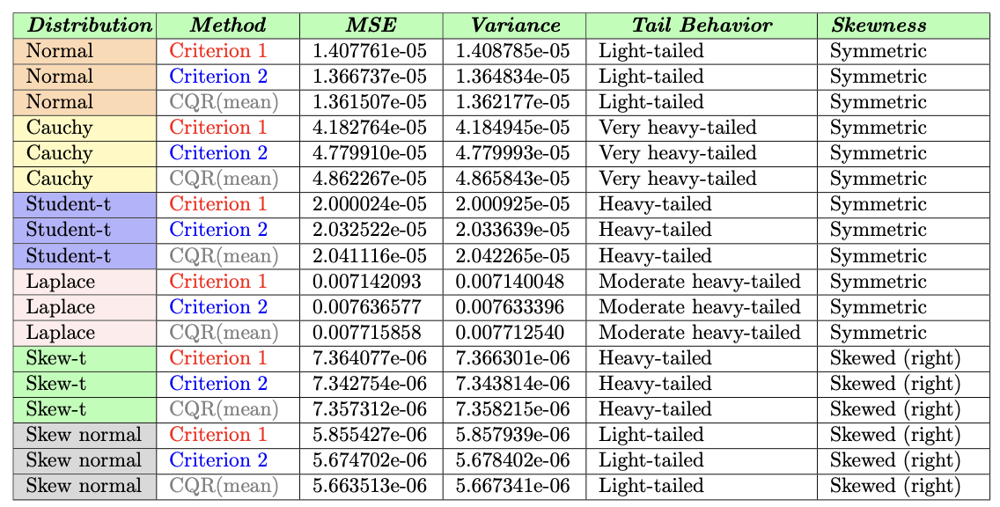 Distribution Method MSE Variance Tail Behavior Skewness
Normal Criterion 1 1.407761e-05 1.408785e-05 Light-tailed Symmetric
Normal Criterion 2 1.366737e-05 1.364834e-05 Light-tailed Symmetric
Normal CQR(mean) 1.361507e-05 1.362177e-05 Light-tailed Symmetric
Cauchy Criterion 1 4.182764e-05 4.184945e-05 Very heavy-tailed Symmetric
Cauchy Criterion 2 4.779910e-05 4.779993e-05 Very heavy-tailed Symmetric
Cauchy CQR(mean) 4.862267e-05 4.865843e-05 Very heavy-tailed Symmetric
Student-t Criterion 1 2.000024e-05 2.000925e-05 Heavy-tailed Symmetric
Student-t Criterion 2 2.032522e-05 2.033639e-05 Heavy-tailed Symmetric
Student-t CQR(mean) 2.041116e-05 2.042265e-05 Heavy-tailed Symmetric
Laplace Criterion 1 0.007142093 0.007140048 Moderate heavy-tailed Symmetric
Laplace Criterion 2 0.007636577 0.007633396 Moderate heavy-tailed Symmetric
Laplace CQR(mean) 0.007715858 0.007712540 Moderate heavy-tailed Symmetric
Skew-t Criterion 1 7.364077e-06 7.366301e-06 Heavy-tailed Skewed (right)
Skew-t Criterion 2 7.342754e-06 7.343814e-06 Heavy-tailed Skewed (right)
Skew-t CQR(mean) 7.357312e-06 7.358215e-06 Heavy-tailed Skewed (right)
Skew normal Criterion 1 5.855427e-06 5.857939e-06 Light-tailed Skewed (right)
Skew normal Criterion 2 5.674702e-06 5.678402e-06 Light-tailed Skewed (right)
Skew normal CQR(mean) 5.663513e-06 5.667341e-06 Light-tailed Skewed (right)